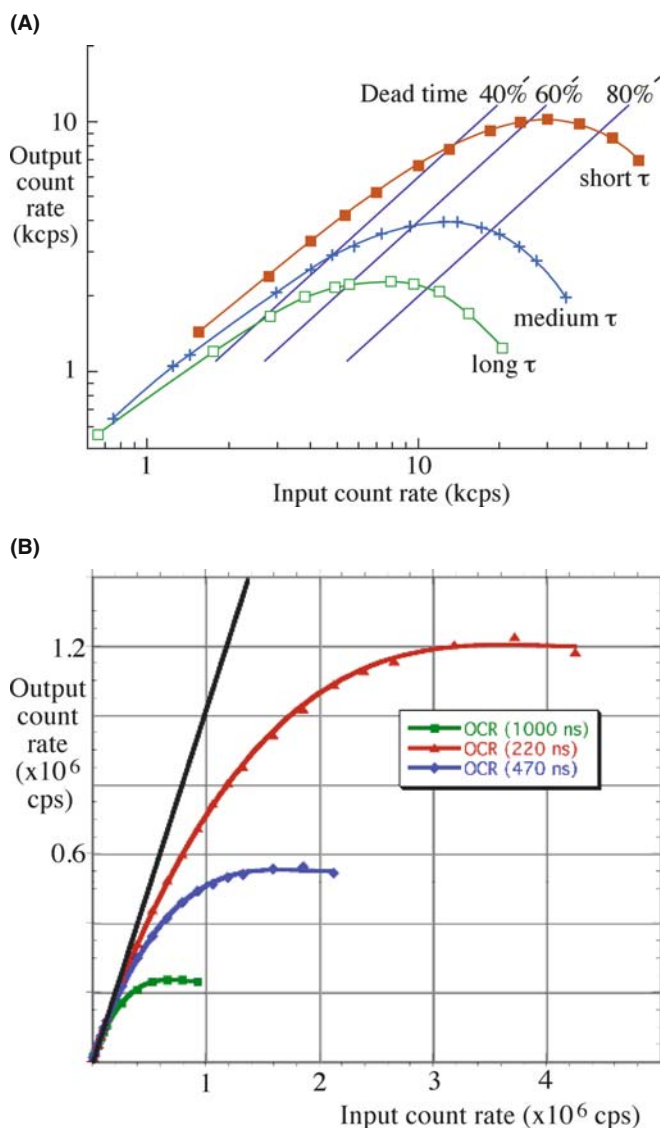 (A)
Dead time 40%′ 60%′ 80%′
10
Output
count
rate
(kcps)
short τ
medium τ
long τ
1
1 10
Input count rate (kcps)
(B)
1.2
Output
count
rate
(x10⁶
cps)
OCR (1000 ns)
OCR (220 ns)
OCR (470 ns)
0.6
1 2 3 4
Input count rate (x10⁶ cps)